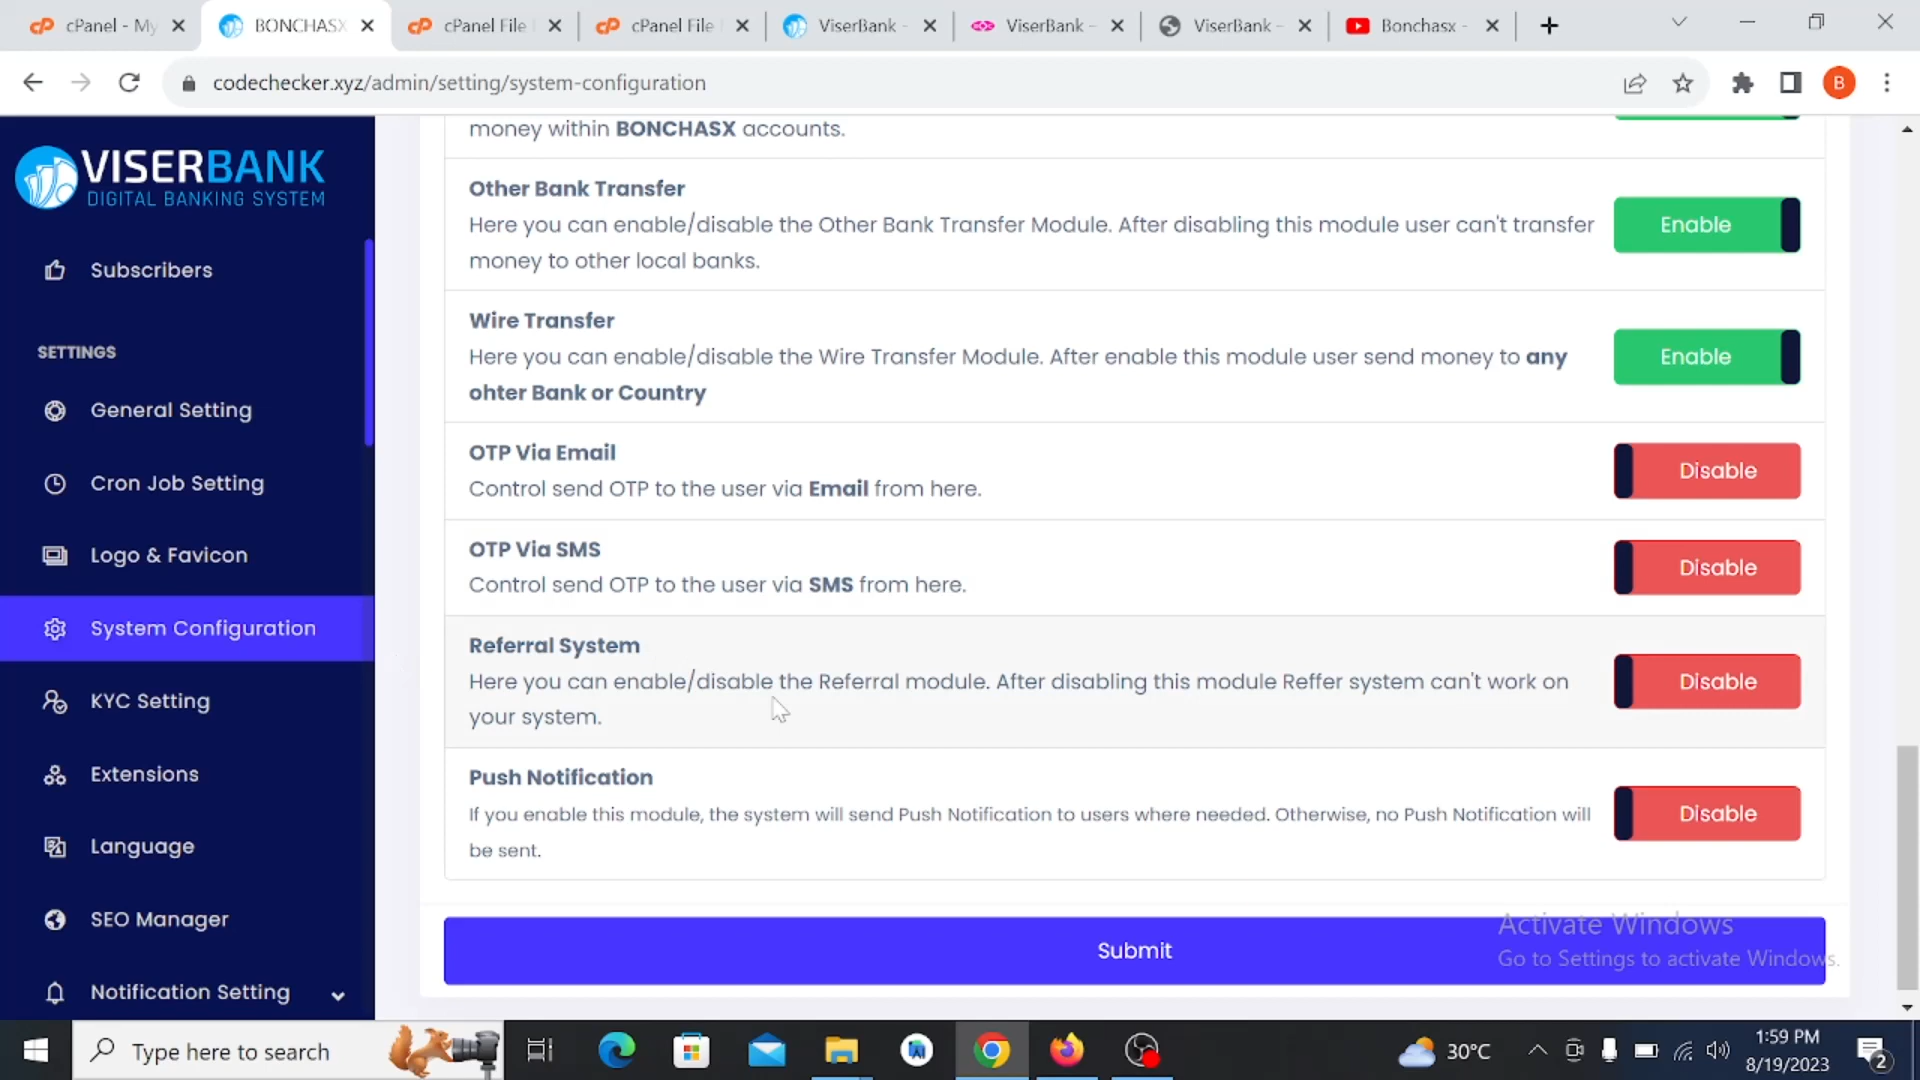 cPanel - My
BONCHASX
cPanel File
cPanel File
ViserBank -
ViserBank -
ViserBank -
Bonchasx -
codechecker.xyz/admin/setting/system-configuration
B
VISERBANK
DIGITAL BANKING SYSTEM
Subscribers
SETTINGS
General Setting
Cron Job Setting
Logo & Favicon
System Configuration
KYC Setting
Extensions
Language
SEO Manager
Notification Setting
money within BONCHASX accounts.
Other Bank Transfer
Here you can enable/disable the Other Bank Transfer Module. After disabling this module user can't transfer
money to other local banks.
Enable
Wire Transfer
Here you can enable/disable the Wire Transfer Module. After enable this module user send money to any
ohter Bank or Country
Enable
OTP Via Email
Control send OTP to the user via Email from here.
Disable
OTP Via SMS
Control send OTP to the user via SMS from here.
Disable
Referral System
Here you can enable/disable the Referral module. After disabling this module Reffer system can't work on
your system.
Disable
Push Notification
If you enable this module, the system will send Push Notification to users where needed. Otherwise, no Push Notification will
be sent.
Disable
Submit
Activate Windows
Go to Settings to activate Windows.
Type here to search
30°C
1:59 PM
8/19/2023
2